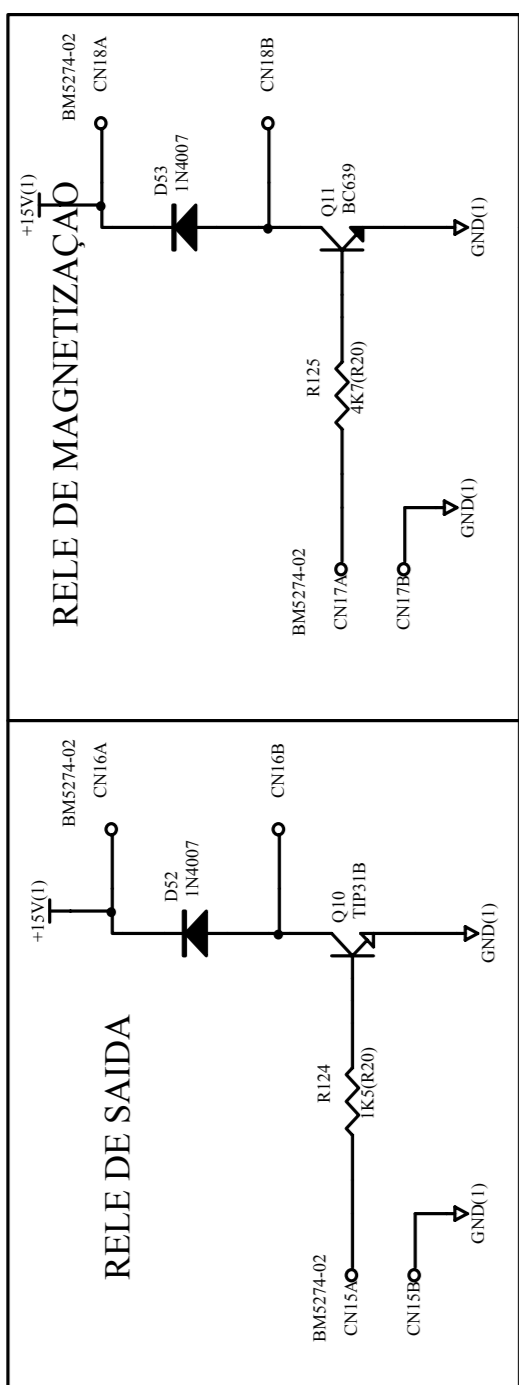 RELE DE SAIDA
+15V(1)
BM5274-02
CN16A
D52
1N4007
CN16B
Q10
TIP31B
R124
1K5(R20)
BM5274-02
CN15A
CN15B
GND(1)
GND(1)
RELE DE MAGNETIZAÇAO
+15V(1)
BM5274-02
CN18A
D53
1N4007
CN18B
Q11
BC639
R125
4K7(R20)
BM5274-02
CN17A
CN17B
GND(1)
GND(1)